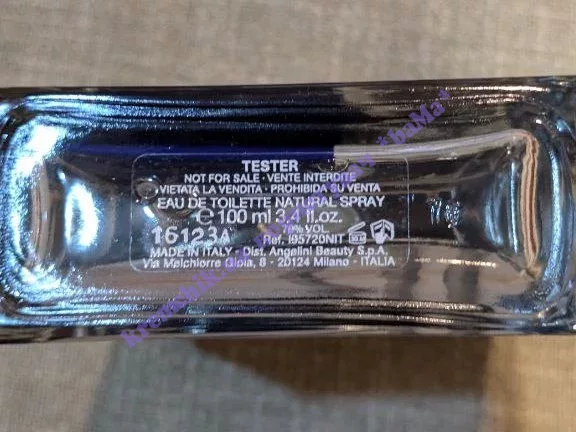 TESTER
NOT FOR SALE - VENTE INTERDITE
VIETATA LA VENDITA - PROHIBIDA SU VENTA
EAU DE TOILETTE NATURAL SPRAY
℮ 100 ml 3.4 fl.oz.
16123A
78% VOL.
Ref. I95720NIT
MADE IN ITALY - Dist. Angelini Beauty S.p.A.
Via Melchiorre Gioia, 8 - 20124 Milano - ITALIA